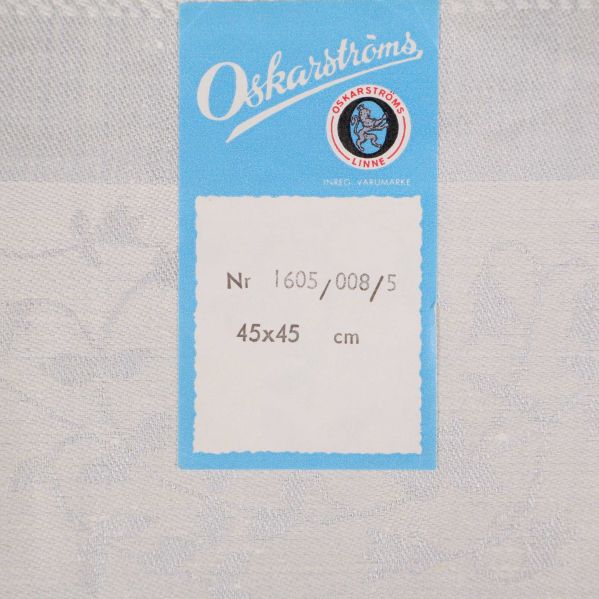 Oskarströms
OSKARSTRÖMS
LINNE
INREG. VARUMÄRKE
Nr 1605/008/5
45x45 cm